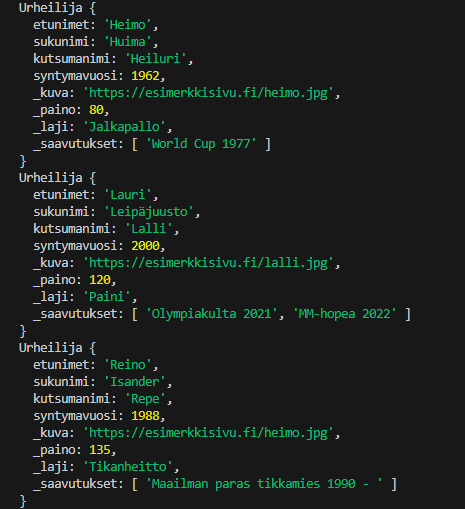 Urheilija {
etunimet: 'Heimo',
sukunimi: 'Huima',
kutsumanimi: 'Heiluri',
syntymavuosi: 1962,
_kuva: 'https://esimerkkisivu.fi/heimo.jpg',
_paino: 80,
_laji: 'Jalkapallo',
_saavutukset: [ 'World Cup 1977' ]
}
Urheilija {
etunimet: 'Lauri',
sukunimi: 'Leipäjuusto',
kutsumanimi: 'Lalli',
syntymavuosi: 2000,
_kuva: 'https://esimerkkisivu.fi/lalli.jpg',
_paino: 120,
_laji: 'Paini',
_saavutukset: [ 'Olympiakulta 2021', 'MM-hopea 2022' ]
}
Urheilija {
etunimet: 'Reino',
sukunimi: 'Isander',
kutsumanimi: 'Repe',
syntymavuosi: 1988,
_kuva: 'https://esimerkkisivu.fi/heimo.jpg',
_paino: 135,
_laji: 'Tikanheitto',
_saavutukset: [ 'Maailman paras tikkamies 1990 - ' ]
}